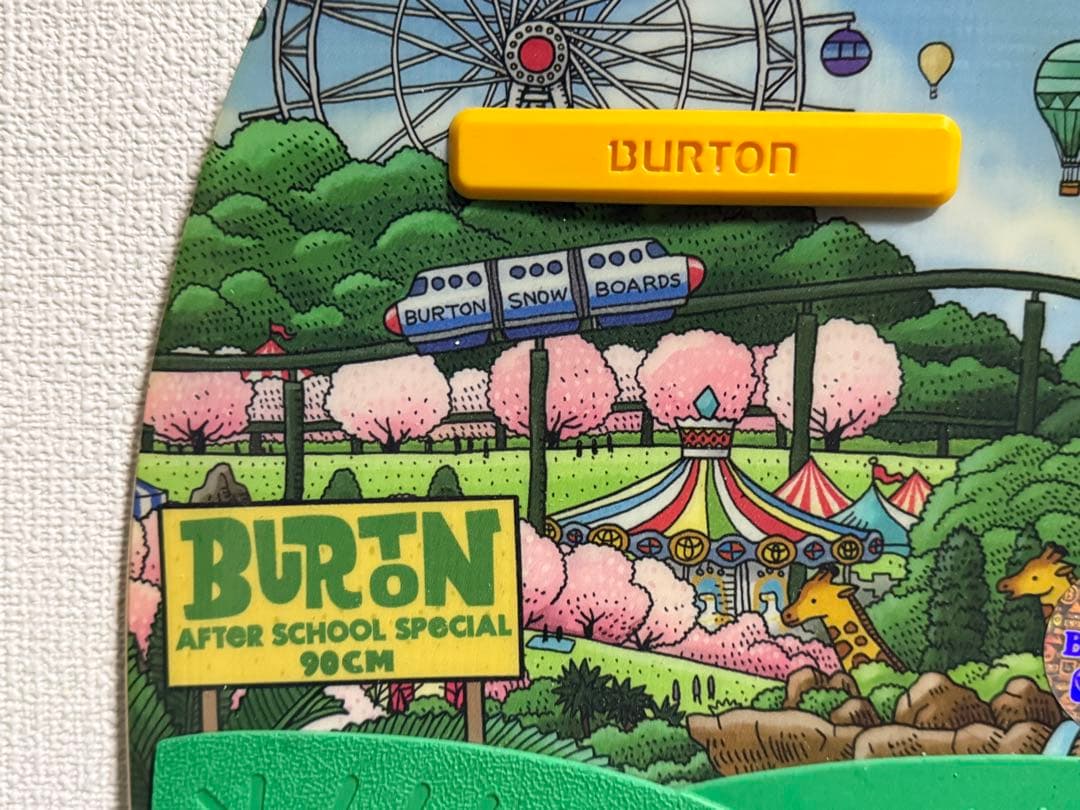 BURTON
BURTON SNOW BOARDS
BURTON
AFTER SCHOOL SPECIAL
90CM